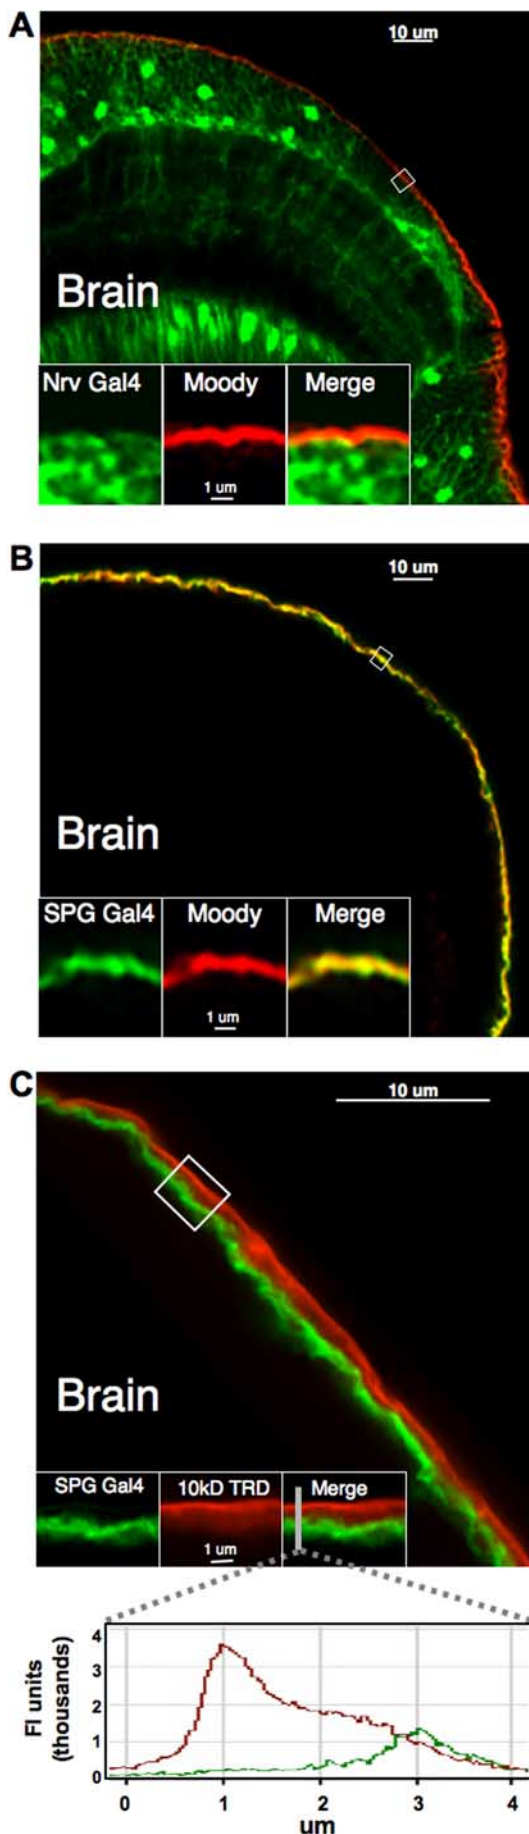 A
10 um
Brain
Nrv Gal4 Moody Merge
1 um
B
10 um
Brain
SPG Gal4 Moody Merge
1 um
C
10 um
Brain
SPG Gal4 10kD TRD Merge
1 um
FI units
(thousands)
4
3
2
1
0
0 1 2 3 4
um